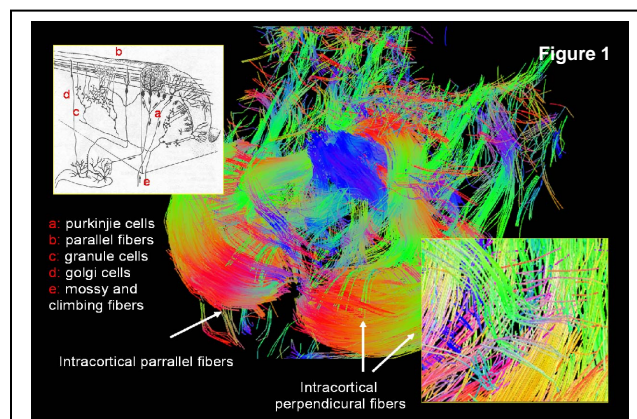 Figure 1
b
d
c
a
e
a: purkinjie cells
b: parallel fibers
c: granule cells
d: golgi cells
e: mossy and
climbing fibers
Intracortical parrallel fibers
Intracortical
perpendicural fibers